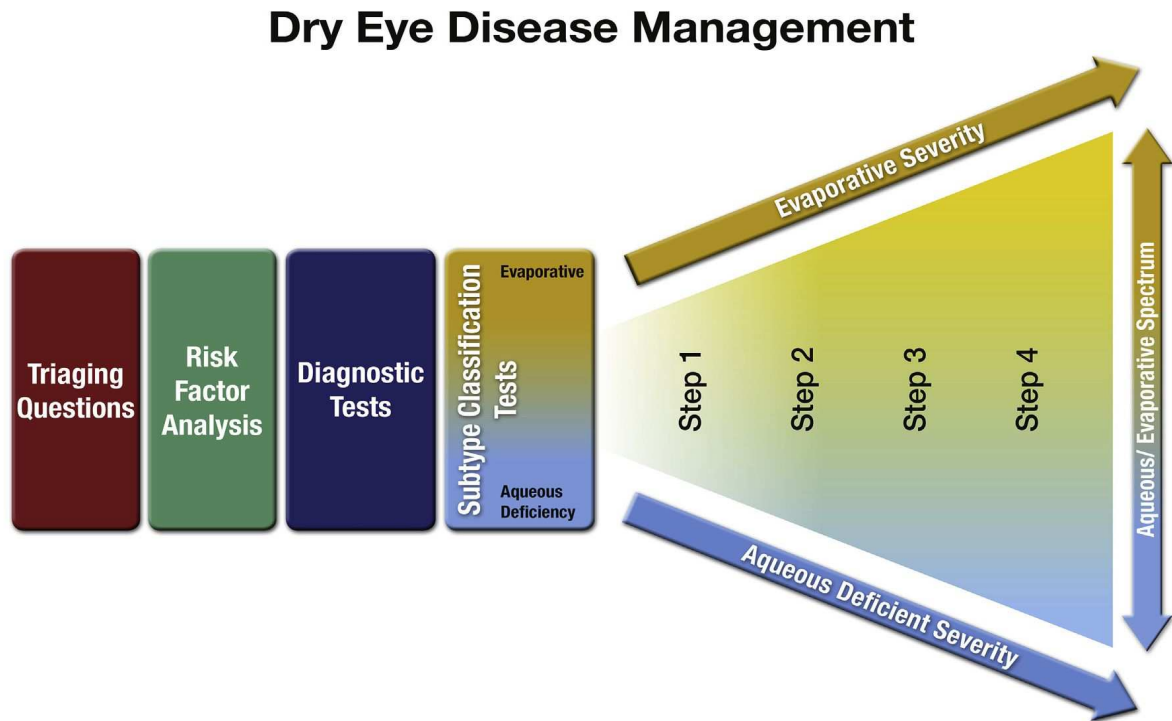 Dry Eye Disease Management
Triaging
Questions
Risk
Factor
Analysis
Diagnostic
Tests
Subtype Classification
Tests
Evaporative
Aqueous
Deficiency
Step 1
Step 2
Step 3
Step 4
Evaporative Severity
Aqueous Deficient Severity
Aqueous/ Evaporative Spectrum